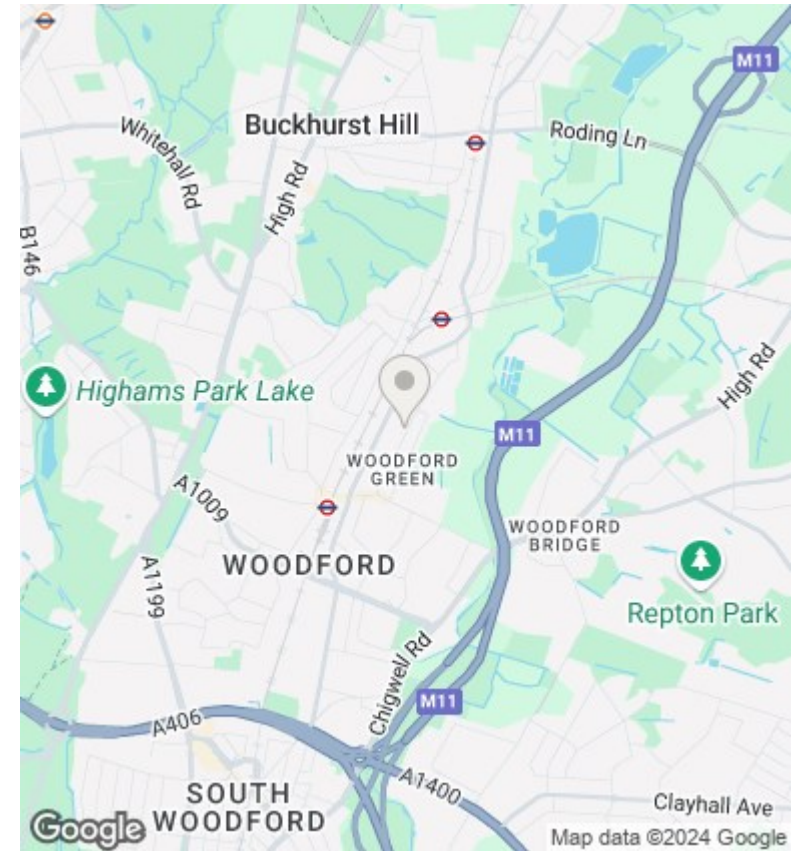 M11
Buckhurst Hill
Roding Ln
Whitehall Rd
High Rd
B146
Highams Park Lake
High Rd
M11
WOODFORD
GREEN
A1009
WOODFORD
BRIDGE
WOODFORD
A1199
Repton Park
Chigwell Rd
M11
A406
A1400
SOUTH
WOODFORD
Clayhall Ave
Google
Map data ©2024 Google